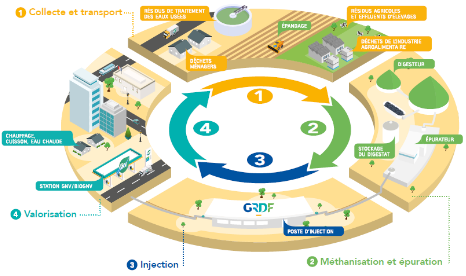 1 Collecte et transport
RÉSIDUS DE TRAITEMENT
DES EAUX USÉES
ÉPANDAGE
RÉSIDUS AGRICOLES
ET EFFLUENTS D'ÉLEVAGES
DÉCHETS DE L'INDUSTRIE
AGROALIMENTAIRE
DÉCHETS
MÉNAGERS
DIGESTEUR
1
2
3
4
CHAUFFAGE,
CUISSON, EAU CHAUDE
STOCKAGE
DU DIGESTAT
ÉPURATEUR
STATION GNV/BIOGNV
GRDF
4 Valorisation
POSTE D'INJECTION
3 Injection
2 Méthanisation et épuration